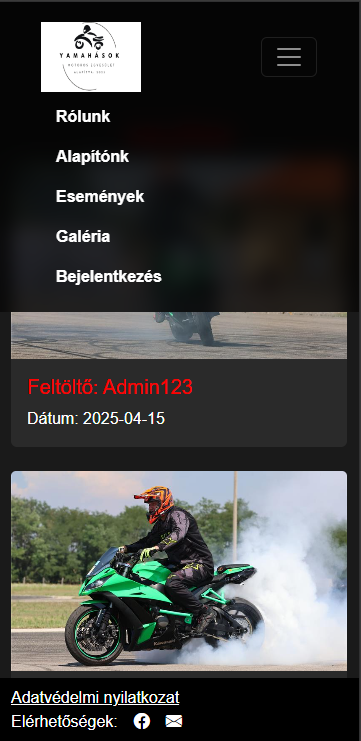 YAMAHÁSOK
Rólunk
Alapítónk
Események
Galéria
Bejelentkezés
Feltöltő: Admin123
Dátum: 2025-04-15
Adatvédelmi nyilatkozat
Elérhetőségek: